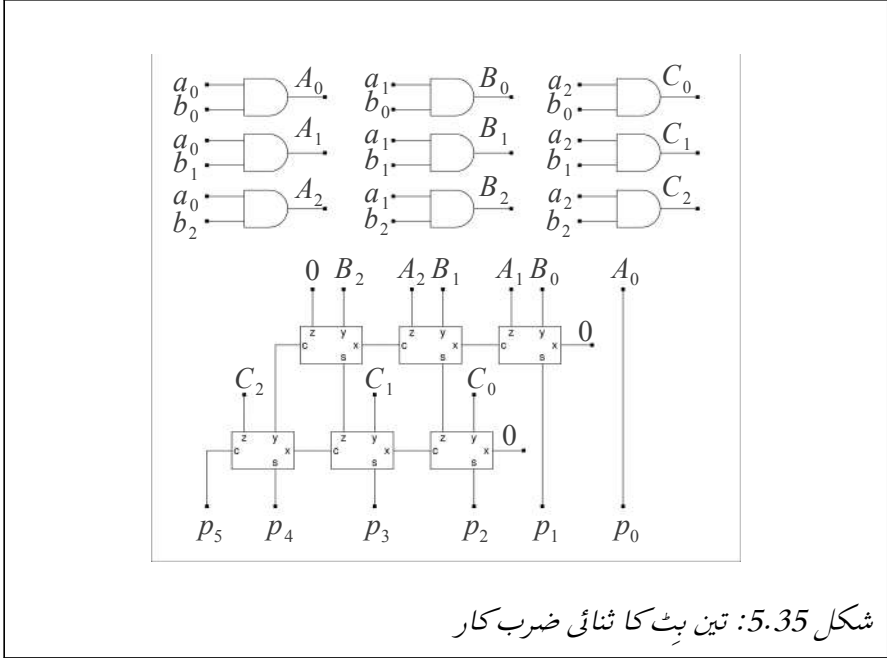 a₀ A₀ a₁ B₀ a₂ C₀
b₀ b₀ b₀
a₀ A₁ a₁ B₁ a₂ C₁
b₁ b₁ b₁
a₀ A₂ a₁ B₂ a₂ C₂
b₂ b₂ b₂
0 B₂ A₂ B₁ A₁ B₀ A₀
z y z y z y
c x c x c x 0
s s s
C₂ C₁ C₀
z y z y z y
c x c x c x 0
s s s
p₅ p₄ p₃ p₂ p₁ p₀
شکل 5.35: تین بِٹ کا ثنائی ضرب کار